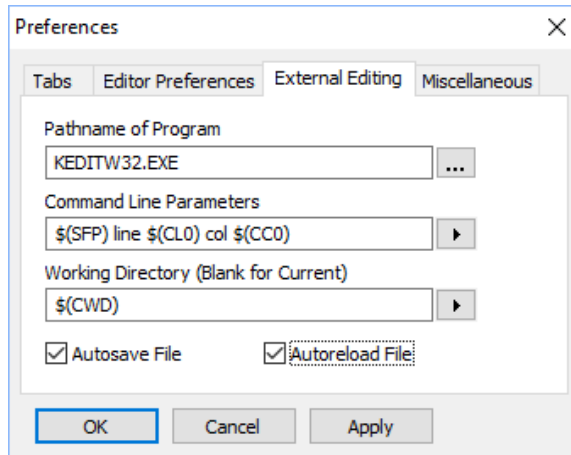 Preferences
Tabs Editor Preferences External Editing Miscellaneous
Pathname of Program
KEDITW32.EXE ...
Command Line Parameters
$(SFP) line $(CL0) col $(CC0)
Working Directory (Blank for Current)
$(CWD)
Autosave File Autoreload File
OK Cancel Apply